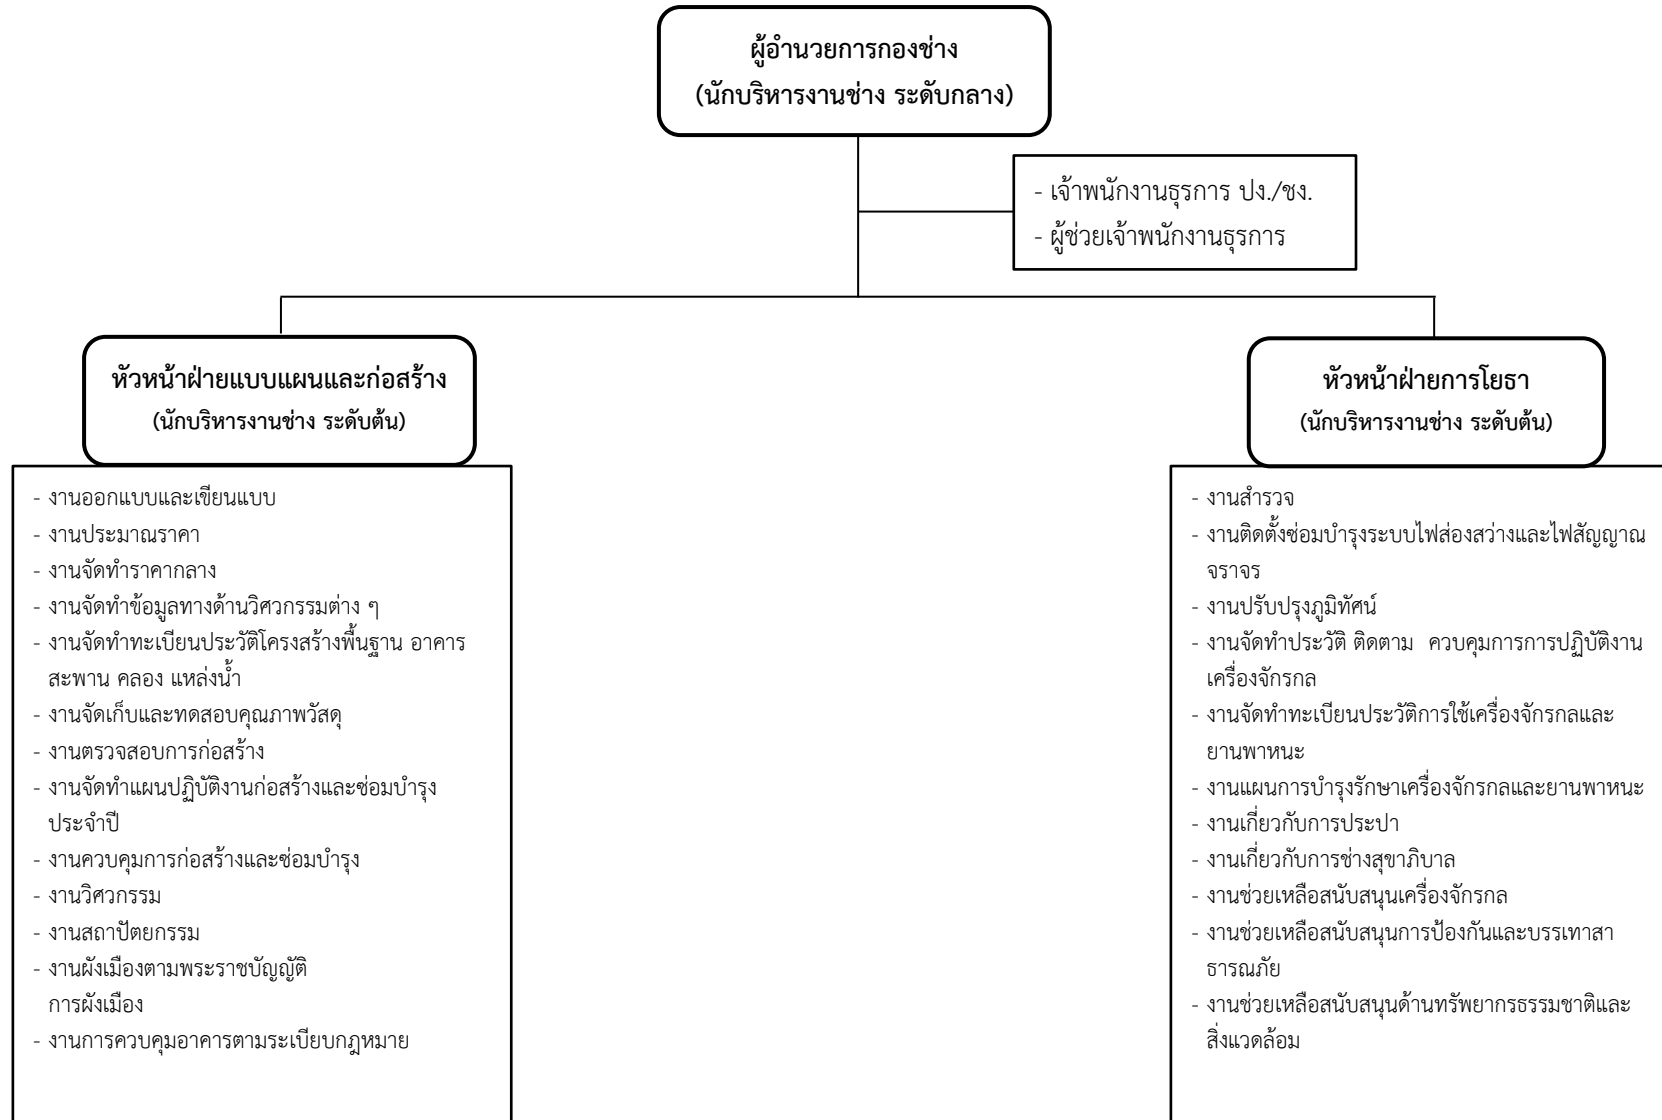 ผู้อำนวยการกองช่าง
(นักบริหารงานช่าง ระดับกลาง)
- เจ้าพนักงานธุรการ ปง./ชง.
- ผู้ช่วยเจ้าพนักงานธุรการ
หัวหน้าฝ่ายแบบแผนและก่อสร้าง
(นักบริหารงานช่าง ระดับต้น)
- งานออกแบบและเขียนแบบ
- งานประมาณราคา
- งานจัดทำราคากลาง
- งานจัดทำข้อมูลทางด้านวิศวกรรมต่าง ๆ
- งานจัดทำทะเบียนประวัติโครงสร้างพื้นฐาน อาคาร
สะพาน คลอง แหล่งน้ำ
- งานจัดเก็บและทดสอบคุณภาพวัสดุ
- งานตรวจสอบการก่อสร้าง
- งานจัดทำแผนปฏิบัติงานก่อสร้างและซ่อมบำรุง
ประจำปี
- งานควบคุมการก่อสร้างและซ่อมบำรุง
- งานวิศวกรรม
- งานสถาปัตยกรรม
- งานผังเมืองตามพระราชบัญญัติ
การผังเมือง
- งานการควบคุมอาคารตามระเบียบกฎหมาย
หัวหน้าฝ่ายการโยธา
(นักบริหารงานช่าง ระดับต้น)
- งานสำรวจ
- งานติดตั้งซ่อมบำรุงระบบไฟส่องสว่างและไฟสัญญาณ
จราจร
- งานปรับปรุงภูมิทัศน์
- งานจัดทำประวัติ ติดตาม  ควบคุมการการปฏิบัติงาน
เครื่องจักรกล
- งานจัดทำทะเบียนประวัติการใช้เครื่องจักรกลและ
ยานพาหนะ
- งานแผนการบำรุงรักษาเครื่องจักรกลและยานพาหนะ
- งานเกี่ยวกับการประปา
- งานเกี่ยวกับการช่างสุขาภิบาล
- งานช่วยเหลือสนับสนุนเครื่องจักรกล
- งานช่วยเหลือสนับสนุนการป้องกันและบรรเทาสา
ธารณภัย
- งานช่วยเหลือสนับสนุนด้านทรัพยากรธรรมชาติและ
สิ่งแวดล้อม